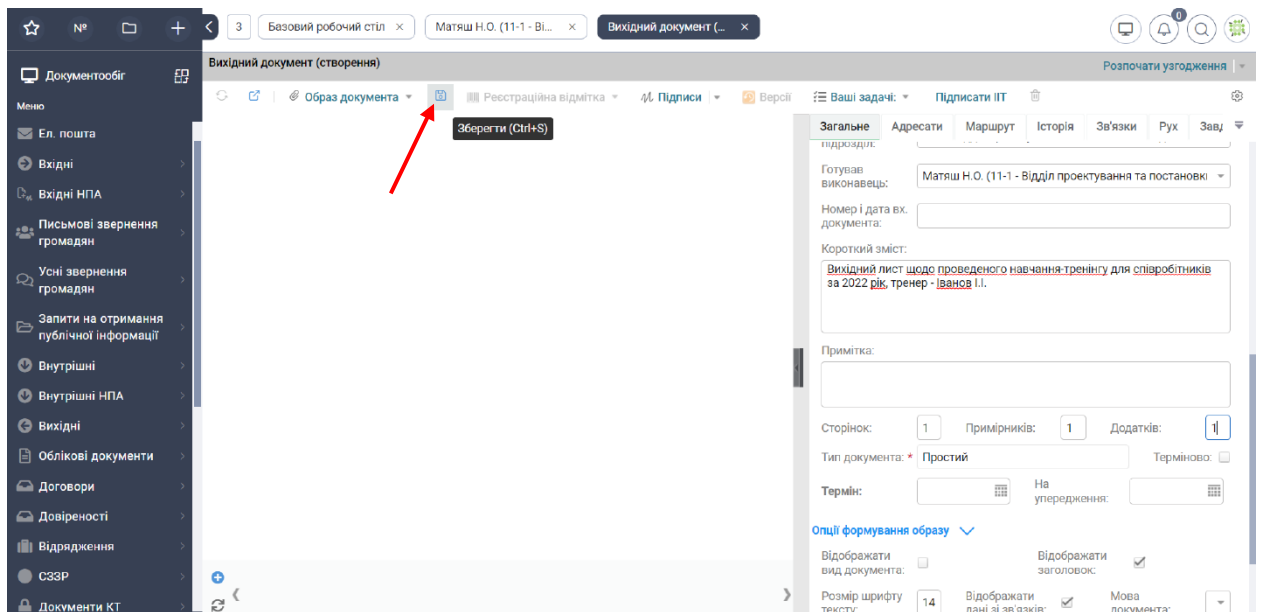 №
3
Базовий робочий стіл ×
Матяш Н.О. (11-1 - Ві... ×
Вихідний документ (... ×
0
Документообіг
Меню
Ел. пошта
Вхідні
Вхідні НПА
Письмові звернення
громадян
Усні звернення
громадян
Запити на отримання
публічної інформації
Внутрішні
Внутрішні НПА
Вихідні
Облікові документи
Договори
Довіреності
Відрядження
СЗЗР
Документи КТ
Вихідний документ (створення)
Розпочати узгодження
Образ документа
Реєстраційна відмітка
Підписи
Версії
Ваші задачі:
Підписати ІІТ
Зберегти (Ctrl+S)
Загальне Адресати Маршрут Історія Зв'язки Рух Заву
підрозділ:
Готував
виконавець:
Матяш Н.О. (11-1 - Відділ проектування та постановкі
Номер і дата вх.
документа:
Короткий зміст:
Вихідний лист щодо проведеного навчання-тренінгу для співробітників
за 2022 рік, тренер - Іванов І.І.
Примітка:
Сторінок: 1 Примірників: 1 Додатків: 1
Тип документа: * Простий Терміново:
Термін:
На
упередження:
Опції формування образу
Відображати
вид документа:
Відображати
заголовок:
Розмір шрифту
тексту:
14
Відображати
дані зі зв'язків:
Мова
документа: